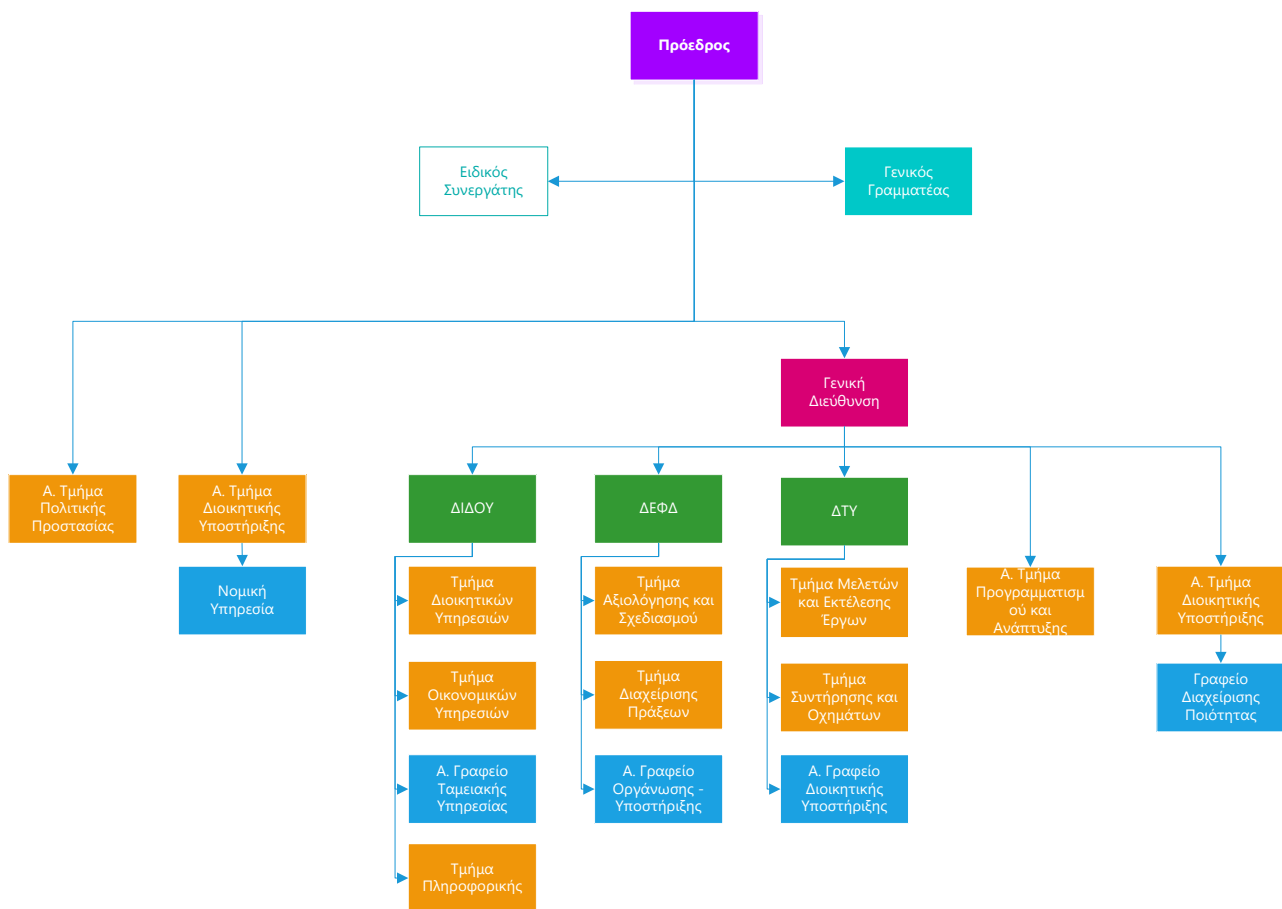 Πρόεδρος
Ειδικός
Συνεργάτης
Γενικός
Γραμματέας
Γενική
Διεύθυνση
Α. Τμήμα
Πολιτικής
Προστασίας
Α. Τμήμα
Διοικητικής
Υποστήριξης
ΔΙΔΟΥ
ΔΕΦΔ
ΔΤΥ
Νομική
Υπηρεσία
Τμήμα
Διοικητικών
Υπηρεσιών
Τμήμα
Αξιολόγησης και
Σχεδιασμού
Τμήμα Μελετών
και Εκτέλεσης
Έργων
Α. Τμήμα
Προγραμματισμ
ού και
Ανάπτυξης
Α. Τμήμα
Διοικητικής
Υποστήριξης
Τμήμα
Οικονομικών
Υπηρεσιών
Τμήμα
Διαχείρισης
Πράξεων
Τμήμα
Συντήρησης και
Οχημάτων
Γραφείο
Διαχείρισης
Ποιότητας
Α. Γραφείο
Ταμειακής
Υπηρεσίας
Α. Γραφείο
Οργάνωσης -
Υποστήριξης
Α. Γραφείο
Διοικητικής
Υποστήριξης
Τμήμα
Πληροφορικής